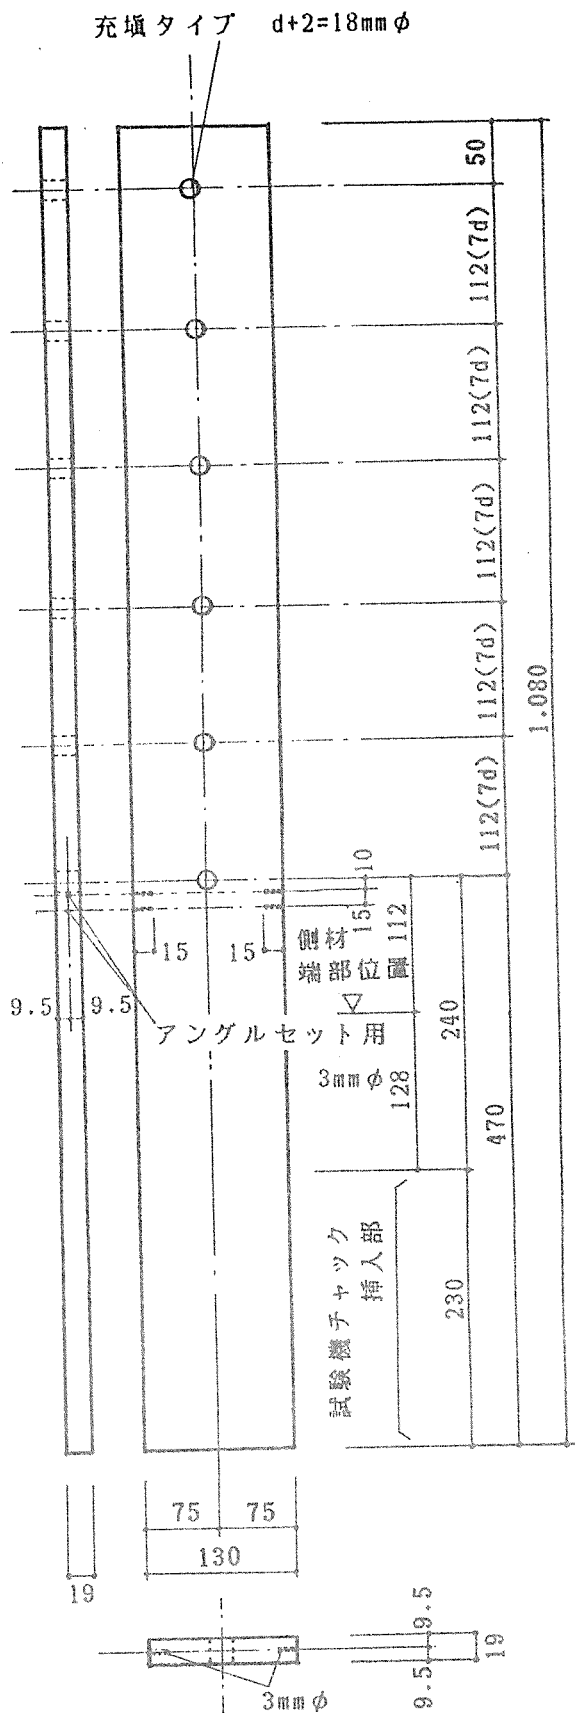 充塡タイプ d+2=18mmφ
50
112(7d)
112(7d)
112(7d)
112(7d)
112(7d)
1.080
10
15
15
15
側材
端部位置
112
9.5
9.5
アングルセット用
3mmφ
128
240
470
試験機チャック
挿入部
230
75
75
130
19
9.5
19
9.5
3mmφ